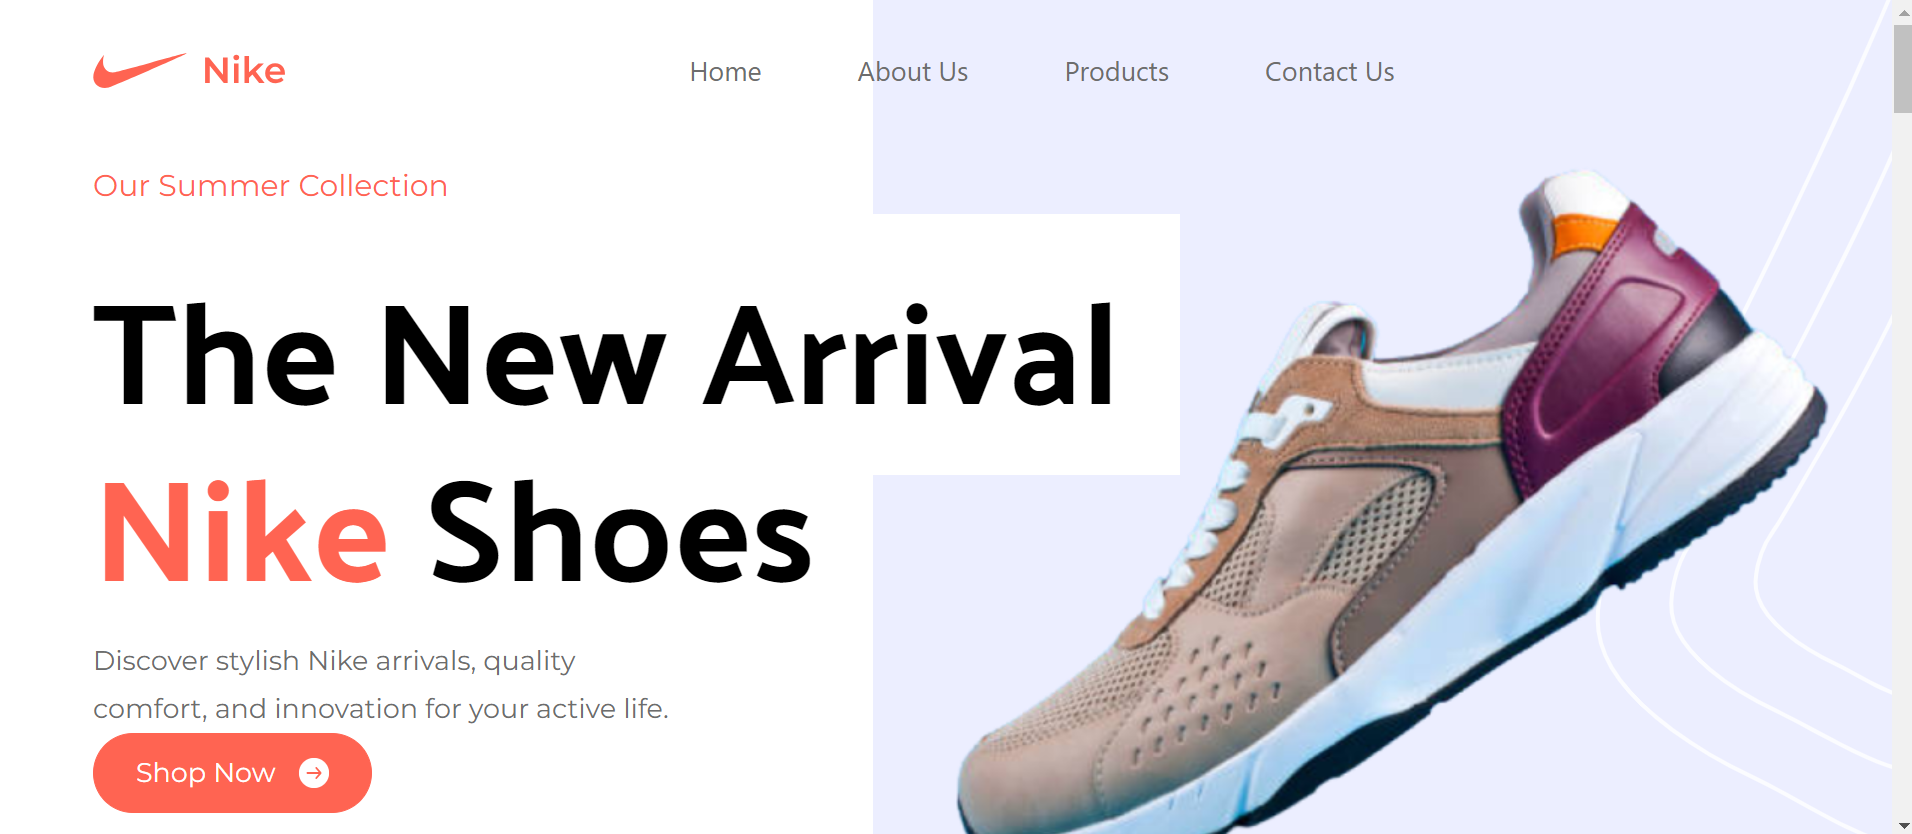 Nike
Home About Us Products Contact Us
Our Summer Collection
The New Arrival
Nike Shoes
Discover stylish Nike arrivals, quality
comfort, and innovation for your active life.
Shop Now